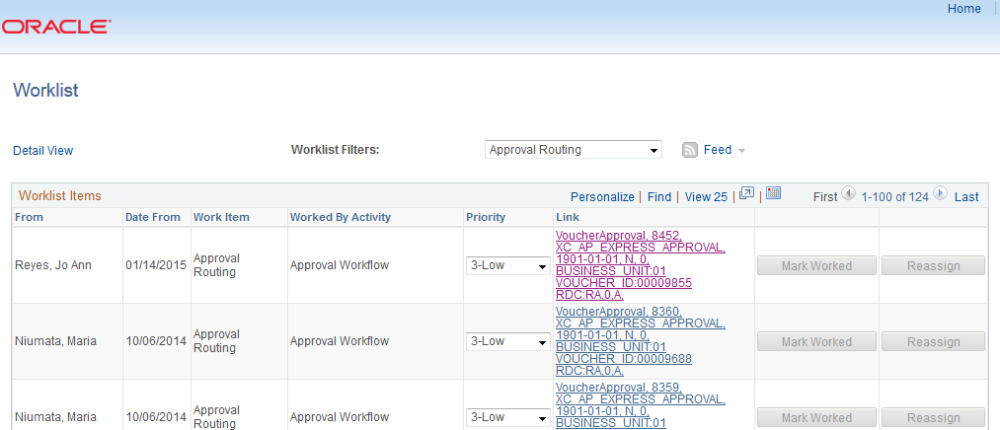 Home
ORACLE
Worklist
Detail View
Worklist Filters:
Approval Routing
Feed
Worklist Items
Personalize | Find | View 25 | |
First 1-100 of 124 Last
From Date From Work Item Worked By Activity Priority Link
Reyes, Jo Ann
01/14/2015
Approval
Routing
Approval Workflow
3-Low
VoucherApproval, 8452,
XC_AP_EXPRESS_APPROVAL,
1901-01-01, N, 0,
BUSINESS_UNIT:01
VOUCHER_ID:00009855
RDC:RA,0,A,
Mark Worked
Reassign
Niumata, Maria
10/06/2014
Approval
Routing
Approval Workflow
3-Low
VoucherApproval, 8360,
XC_AP_EXPRESS_APPROVAL,
1901-01-01, N, 0,
BUSINESS_UNIT:01
VOUCHER_ID:00009688
RDC:RA,0,A,
Mark Worked
Reassign
Niumata, Maria
10/06/2014
Approval
Routing
Approval Workflow
3-Low
VoucherApproval, 8359,
XC_AP_EXPRESS_APPROVAL,
1901-01-01, N, 0,
BUSINESS_UNIT:01
Mark Worked
Reassign